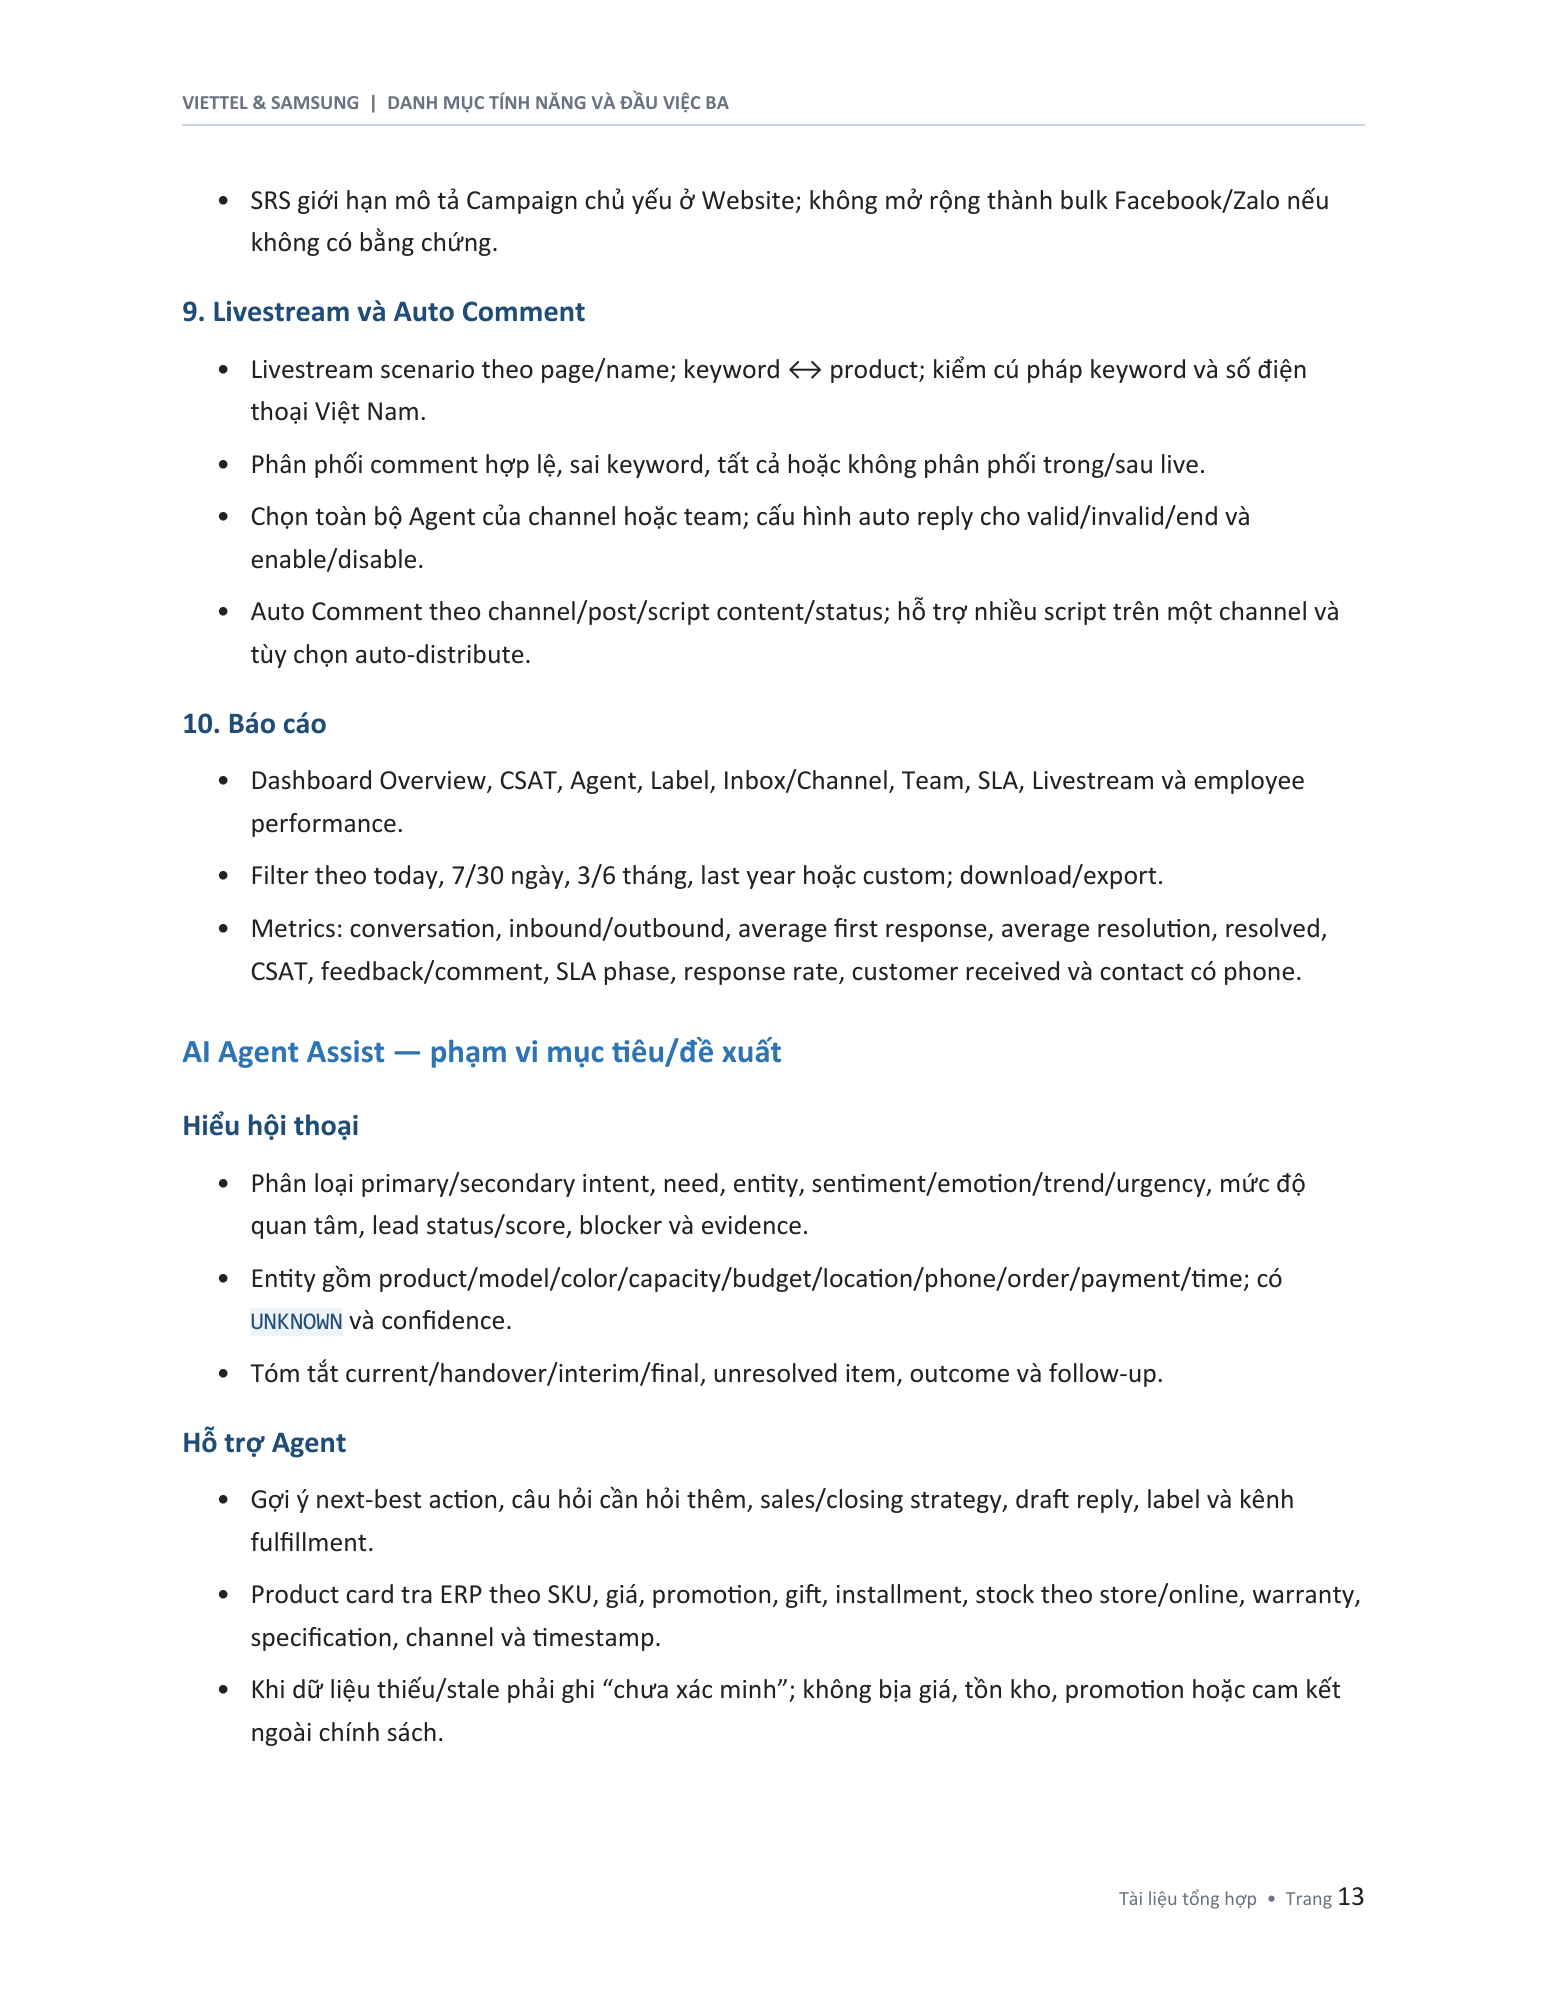 VIETTEL & SAMSUNG | DANH MỤC TÍNH NĂNG VÀ ĐẦU VIỆC BA
• SRS giới hạn mô tả Campaign chủ yếu ở Website; không mở rộng thành bulk Facebook/Zalo nếu
không có bằng chứng.
9. Livestream và Auto Comment
• Livestream scenario theo page/name; keyword ↔ product; kiểm cú pháp keyword và số điện
thoại Việt Nam.
• Phân phối comment hợp lệ, sai keyword, tất cả hoặc không phân phối trong/sau live.
• Chọn toàn bộ Agent của channel hoặc team; cấu hình auto reply cho valid/invalid/end và
enable/disable.
• Auto Comment theo channel/post/script content/status; hỗ trợ nhiều script trên một channel và
tùy chọn auto-distribute.
10. Báo cáo
• Dashboard Overview, CSAT, Agent, Label, Inbox/Channel, Team, SLA, Livestream và employee
performance.
• Filter theo today, 7/30 ngày, 3/6 tháng, last year hoặc custom; download/export.
• Metrics: conversation, inbound/outbound, average first response, average resolution, resolved,
CSAT, feedback/comment, SLA phase, response rate, customer received và contact có phone.
AI Agent Assist — phạm vi mục tiêu/đề xuất
Hiểu hội thoại
• Phân loại primary/secondary intent, need, entity, sentiment/emotion/trend/urgency, mức độ
quan tâm, lead status/score, blocker và evidence.
• Entity gồm product/model/color/capacity/budget/location/phone/order/payment/time; có
UNKNOWN và confidence.
• Tóm tắt current/handover/interim/final, unresolved item, outcome và follow-up.
Hỗ trợ Agent
• Gợi ý next-best action, câu hỏi cần hỏi thêm, sales/closing strategy, draft reply, label và kênh
fulfillment.
• Product card tra ERP theo SKU, giá, promotion, gift, installment, stock theo store/online, warranty,
specification, channel và timestamp.
• Khi dữ liệu thiếu/stale phải ghi “chưa xác minh”; không bịa giá, tồn kho, promotion hoặc cam kết
ngoài chính sách.
Tài liệu tổng hợp • Trang 13